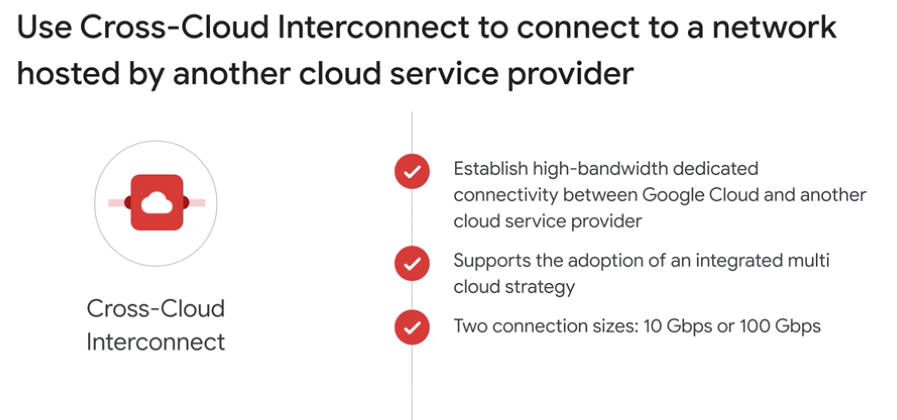 Use Cross-Cloud Interconnect to connect to a network
hosted by another cloud service provider
Cross-Cloud
Interconnect
Establish high-bandwidth dedicated
connectivity between Google Cloud and another
cloud service provider
Supports the adoption of an integrated multi
cloud strategy
Two connection sizes: 10 Gbps or 100 Gbps